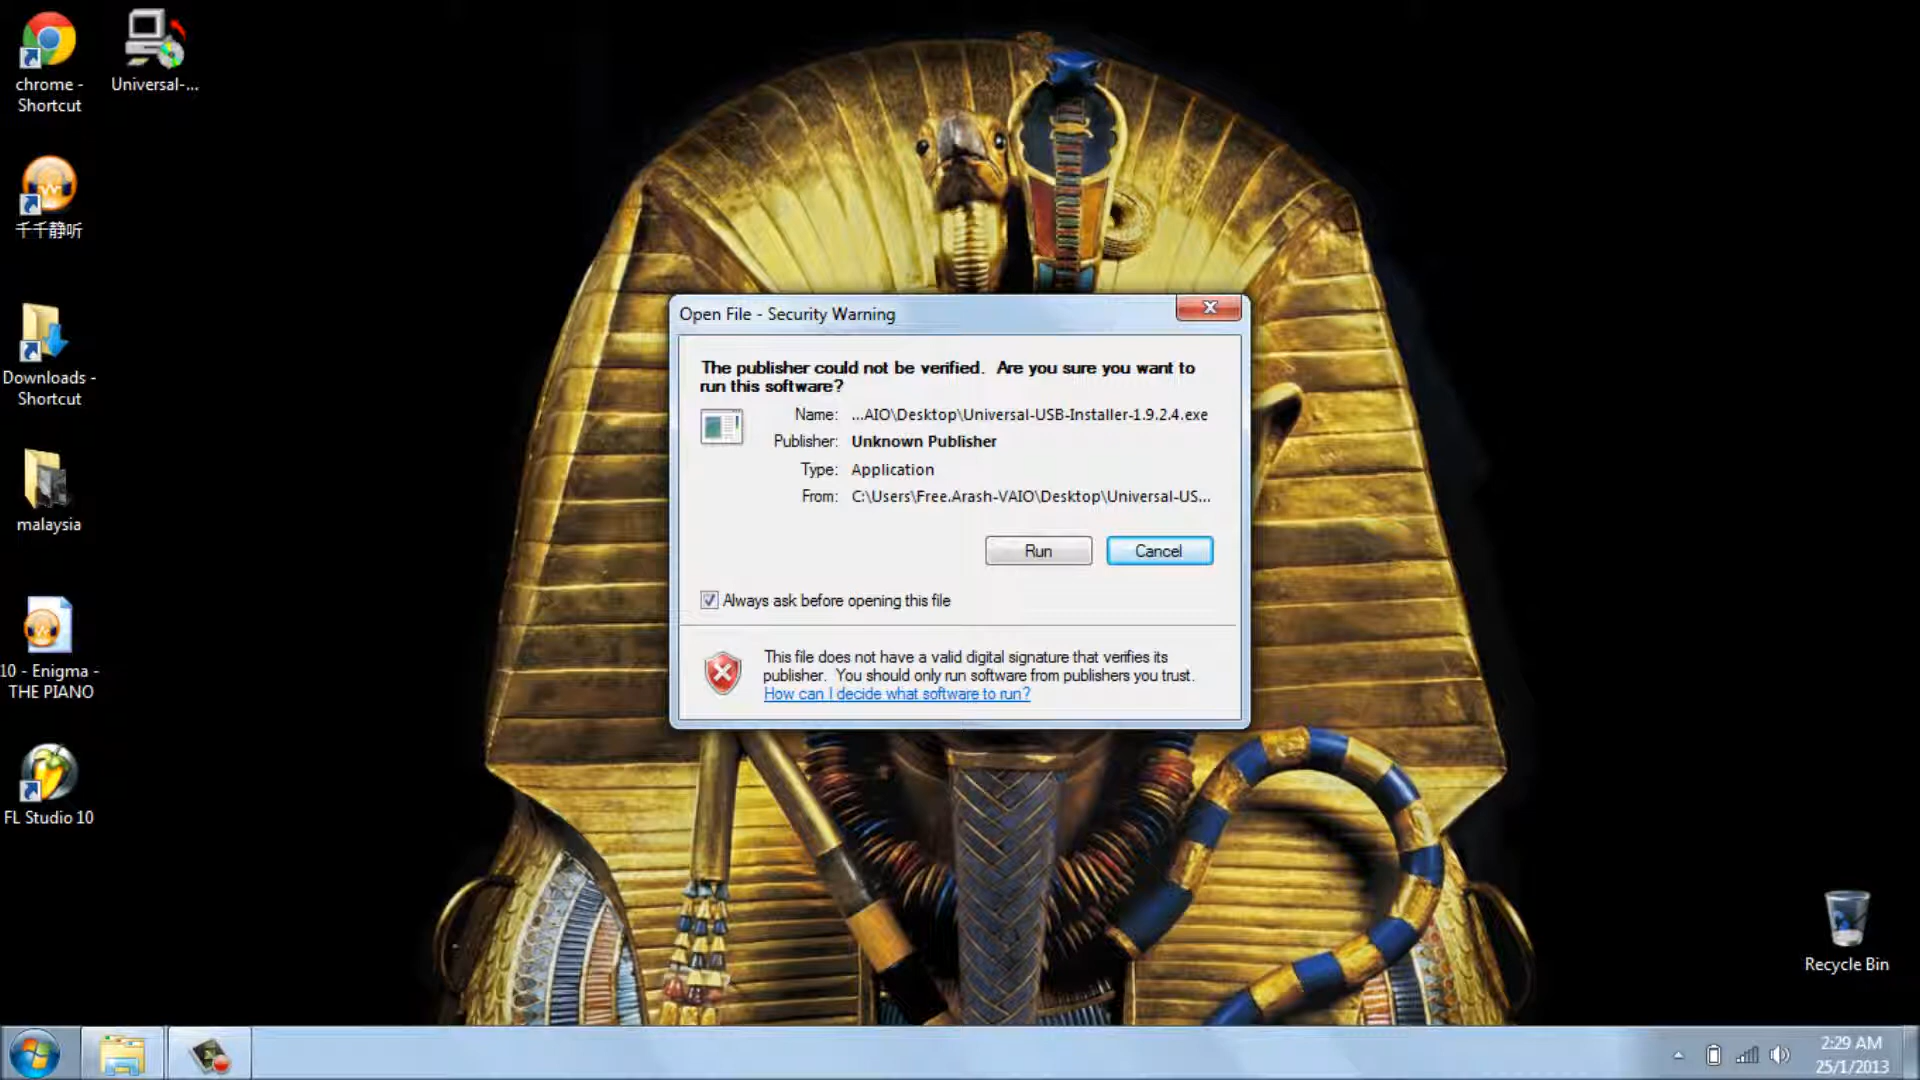 chrome -
Shortcut
Universal-...
千千静听
Downloads -
Shortcut
malaysia
10 - Enigma -
THE PIANO
FL Studio 10
Open File - Security Warning
The publisher could not be verified.  Are you sure you want to
run this software?
Name: ...AIO\Desktop\Universal-USB-Installer-1.9.2.4.exe
Publisher: Unknown Publisher
Type: Application
From: C:\Users\Free.Arash-VAIO\Desktop\Universal-US...
Run Cancel
Always ask before opening this file
This file does not have a valid digital signature that verifies its
publisher.  You should only run software from publishers you trust.
How can I decide what software to run?
Recycle Bin
2:29 AM
25/1/2013